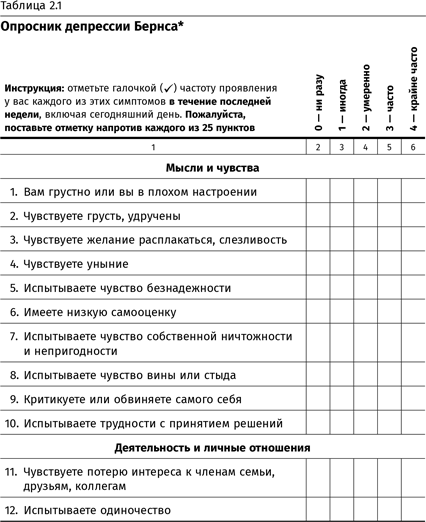 Таблица 2.1
Опросник депрессии Бернса*
Инструкция: отметьте галочкой (✓) частоту проявления
у вас каждого из этих симптомов в течение последней
недели, включая сегодняшний день. Пожалуйста,
поставьте отметку напротив каждого из 25 пунктов
0 — ни разу
1 — иногда
2 — умеренно
3 — часто
4 — крайне часто
1 2 3 4 5 6
Мысли и чувства
1. Вам грустно или вы в плохом настроении
2. Чувствуете грусть, удручены
3. Чувствуете желание расплакаться, слезливость
4. Чувствуете уныние
5. Испытываете чувство безнадежности
6. Имеете низкую самооценку
7. Испытываете чувство собственной ничтожности
и непригодности
8. Испытываете чувство вины или стыда
9. Критикуете или обвиняете самого себя
10. Испытываете трудности с принятием решений
Деятельность и личные отношения
11. Чувствуете потерю интереса к членам семьи,
друзьям, коллегам
12. Испытываете одиночество